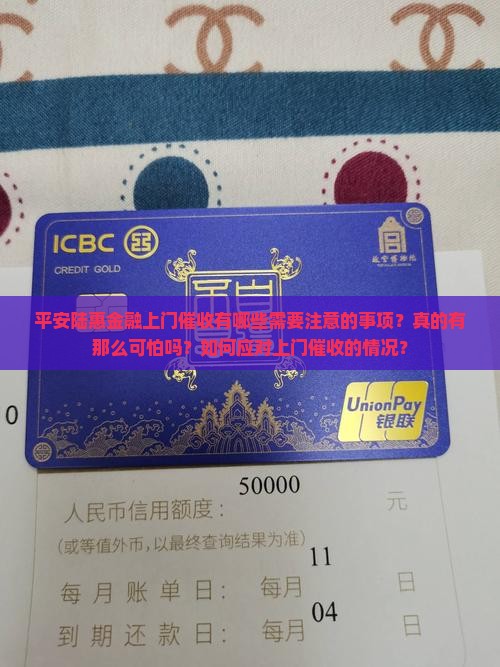 ICBC
CREDIT GOLD
故宫博物院
平安陆惠金融上门催收有哪些需要注意的事项？真的有
那么可怕吗？如何应对上门催收的情况？
UnionPay
银联
0
50000
人民币信用额度： 元
(或等值外币，以最终查询结果为准)
11
每月账单日： 每月 日
04
到期还款日： 每月 日